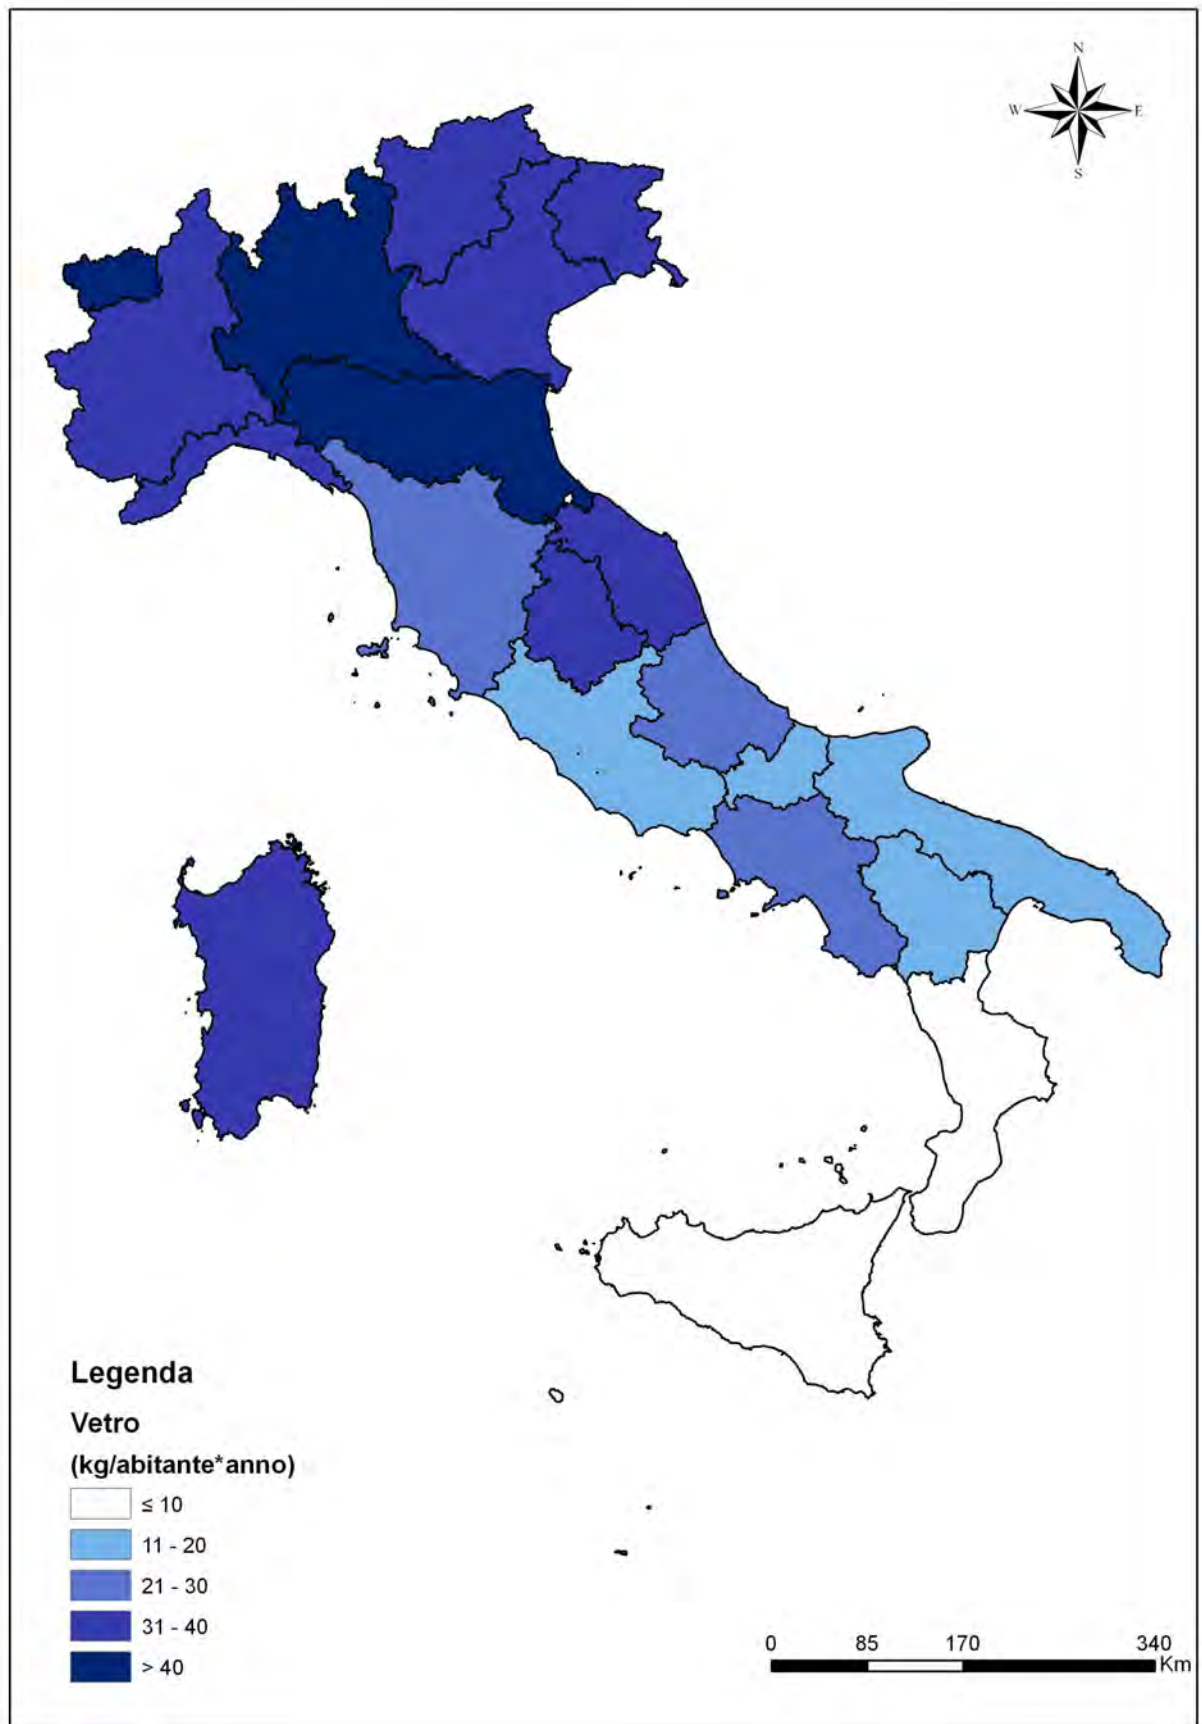 N
W E
S
Legenda
Vetro
(kg/abitante*anno)
≤ 10
11 - 20
21 - 30
31 - 40
> 40
0 85 170 340
Km